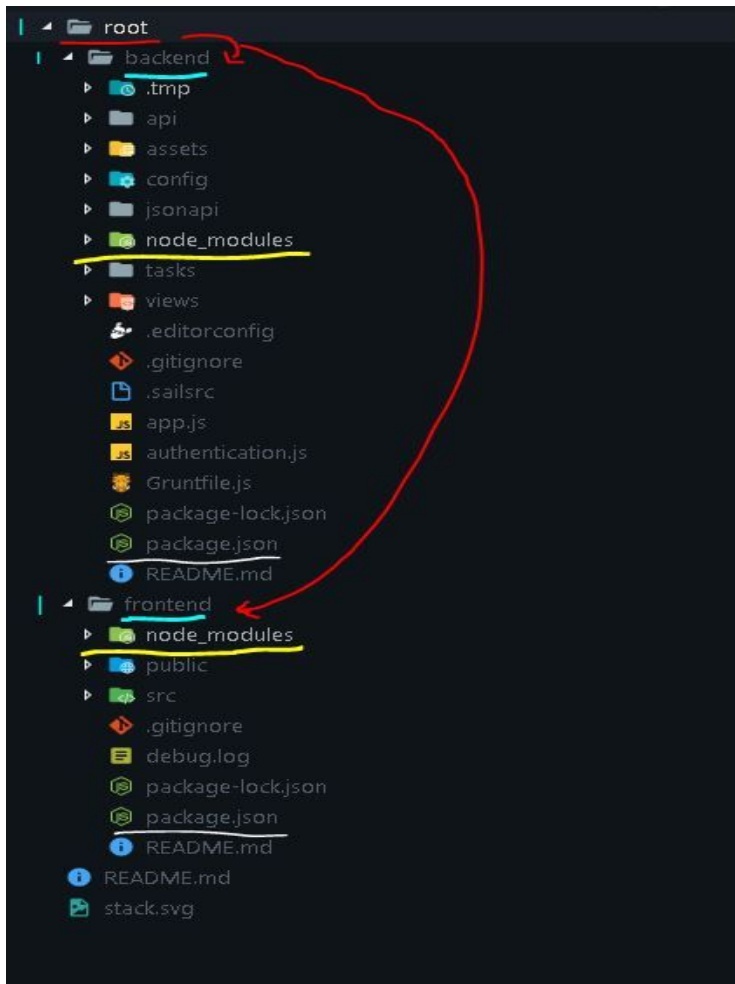 root
backend
.tmp
api
assets
config
jsonapi
node_modules
tasks
views
.editorconfig
.gitignore
.sailsrc
JS app.js
JS authentication.js
Gruntfile.js
package-lock.json
package.json
README.md
frontend
node_modules
public
src
.gitignore
debug.log
package-lock.json
package.json
README.md
README.md
stack.svg